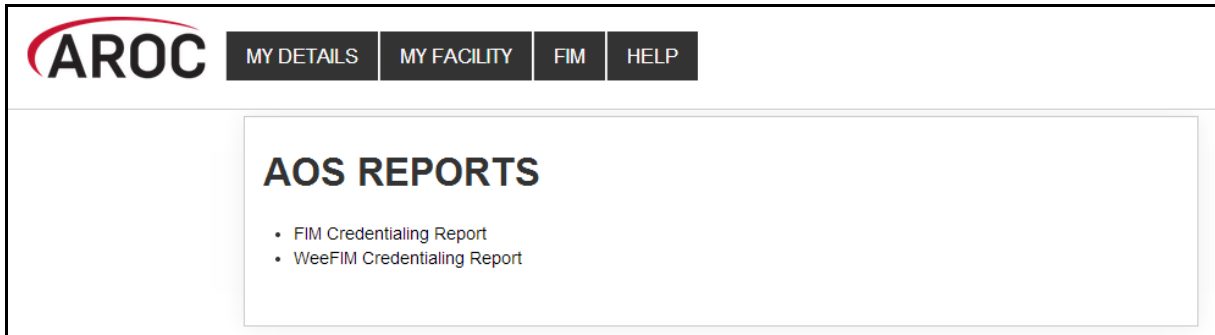 AROC MY DETAILS MY FACILITY FIM HELP
AOS REPORTS
FIM Credentialing Report
WeeFIM Credentialing Report